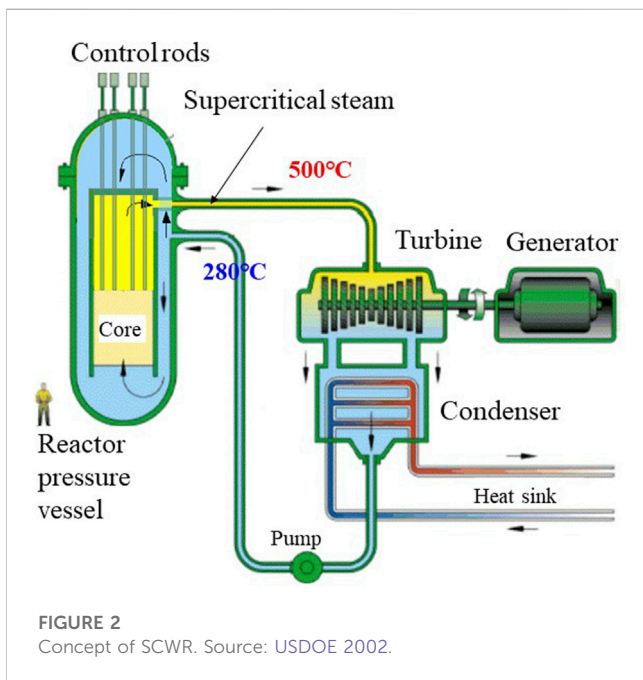 Control rods
Supercritical steam
500°C
280°C
Turbine
Generator
Core
Condenser
Reactor
pressure
vessel
Heat sink
Pump
FIGURE 2
Concept of SCWR. Source: USDOE 2002.